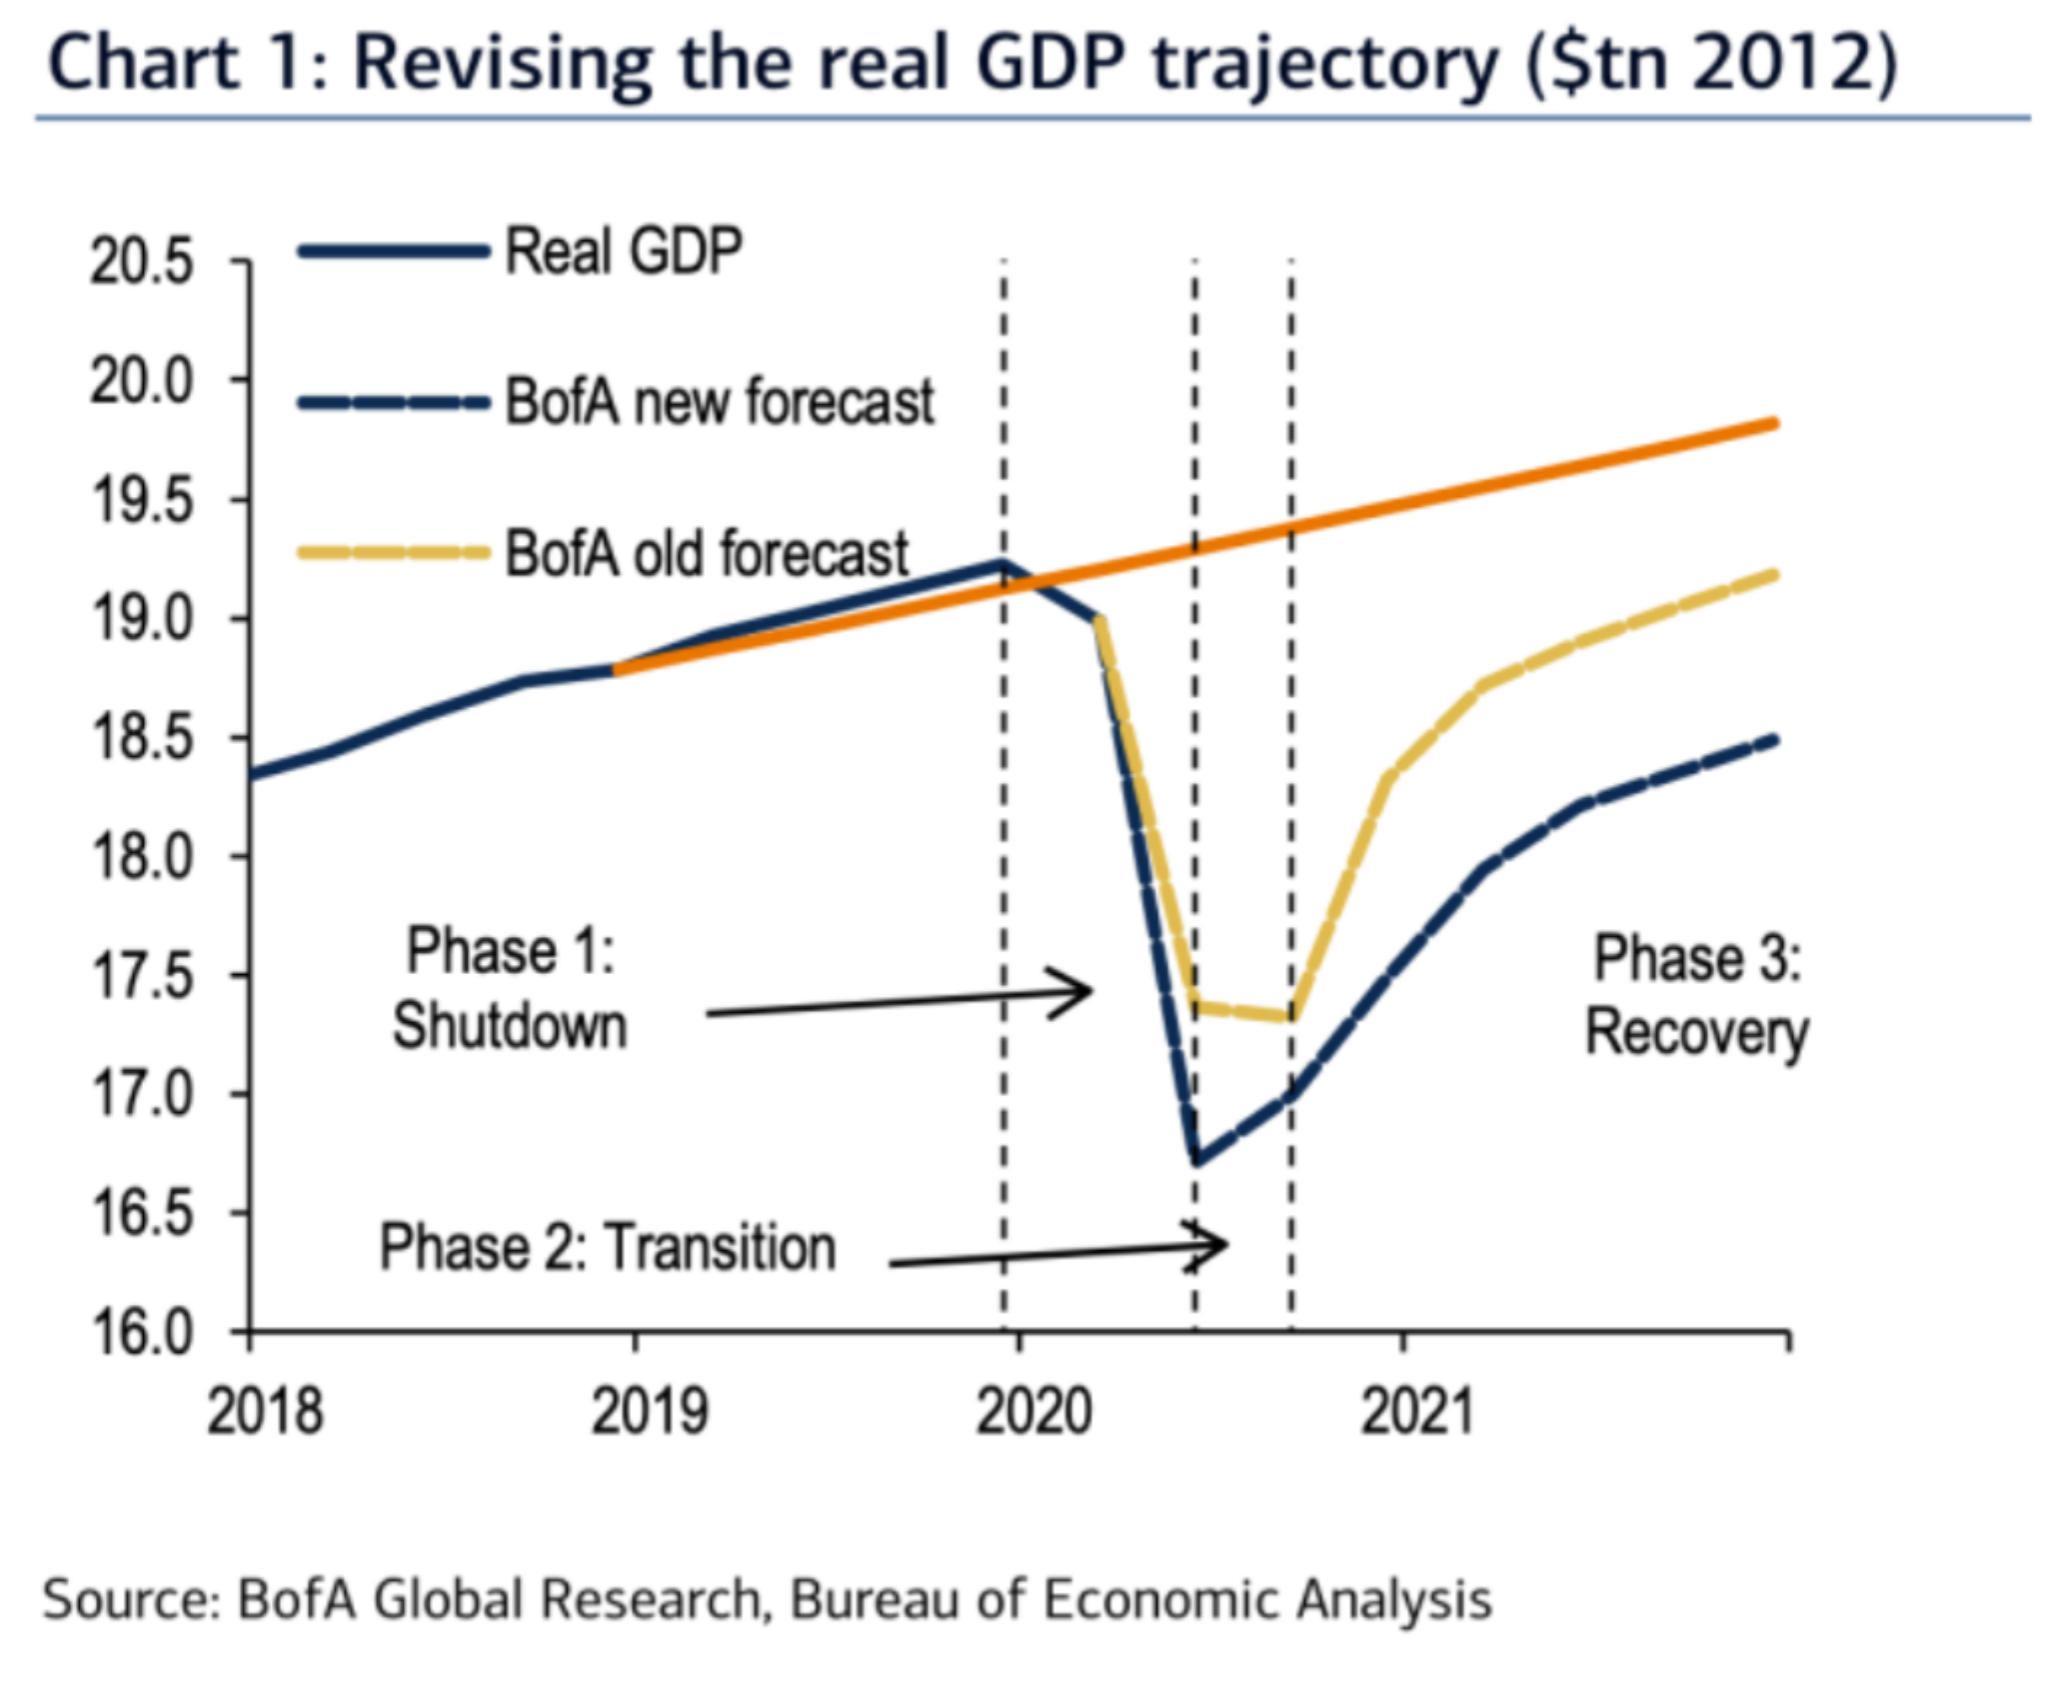 Chart 1: Revising the real GDP trajectory ($tn 2012)
20.5
20.0
19.5
19.0
18.5
18.0
17.5
17.0
16.5
16.0
Real GDP
BofA new forecast
BofA old forecast
Phase 1:
Shutdown
Phase 2: Transition
Phase 3:
Recovery
2018
2019
2020
2021
Source: BofA Global Research, Bureau of Economic Analysis